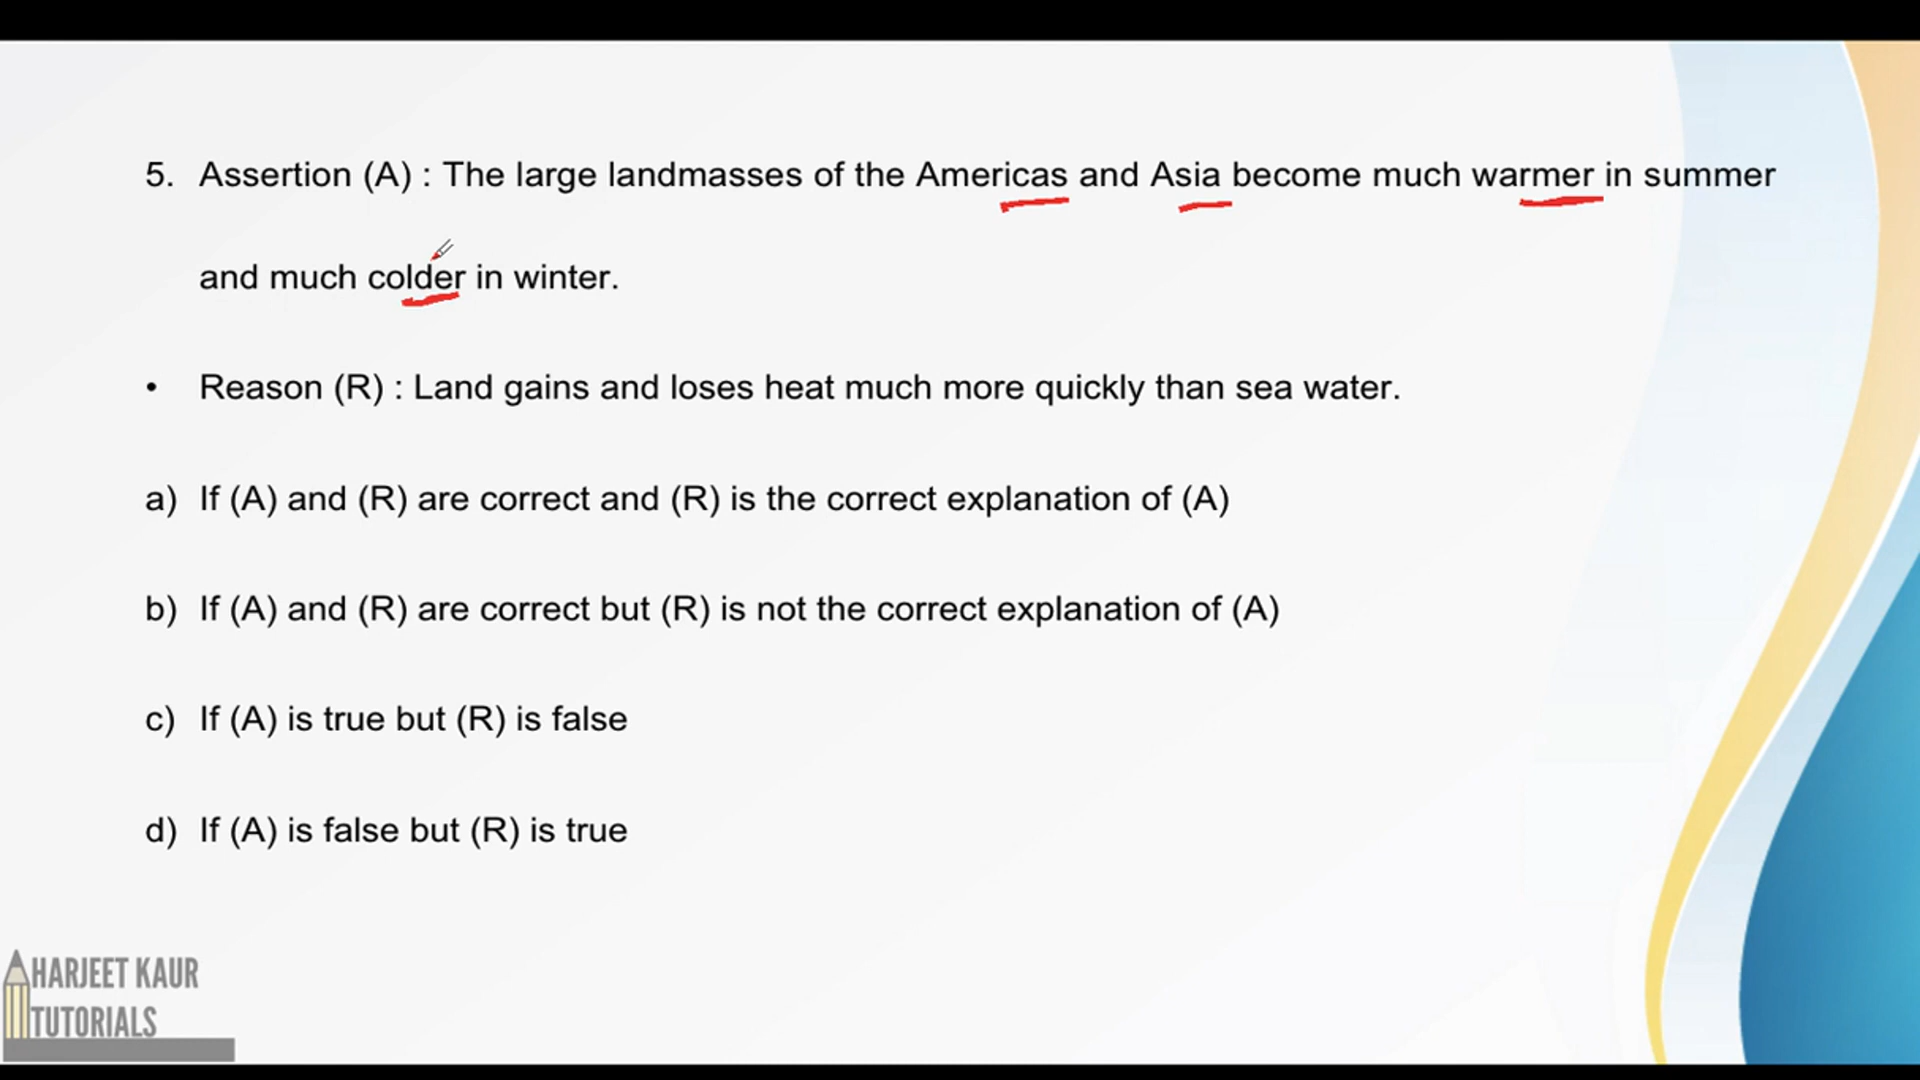 5. Assertion (A) : The large landmasses of the Americas and Asia become much warmer in summer
and much colder in winter.
• Reason (R) : Land gains and loses heat much more quickly than sea water.
a) If (A) and (R) are correct and (R) is the correct explanation of (A)
b) If (A) and (R) are correct but (R) is not the correct explanation of (A)
c) If (A) is true but (R) is false
d) If (A) is false but (R) is true
HARJEET KAUR
TUTORIALS